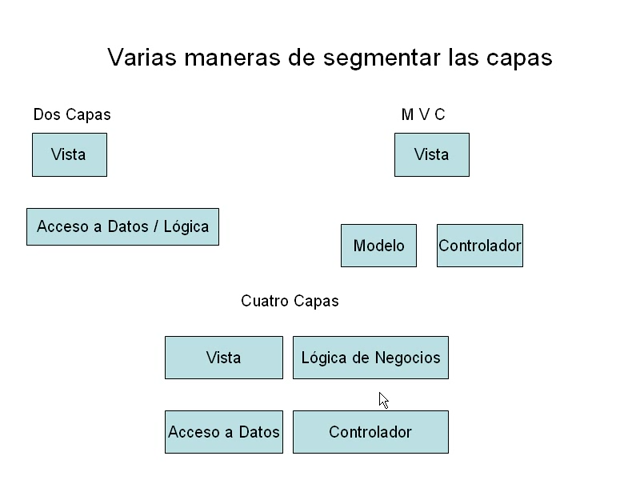 Varias maneras de segmentar las capas
Dos Capas
Vista
Acceso a Datos / Lógica
M V C
Vista
Modelo
Controlador
Cuatro Capas
Vista
Lógica de Negocios
Acceso a Datos
Controlador